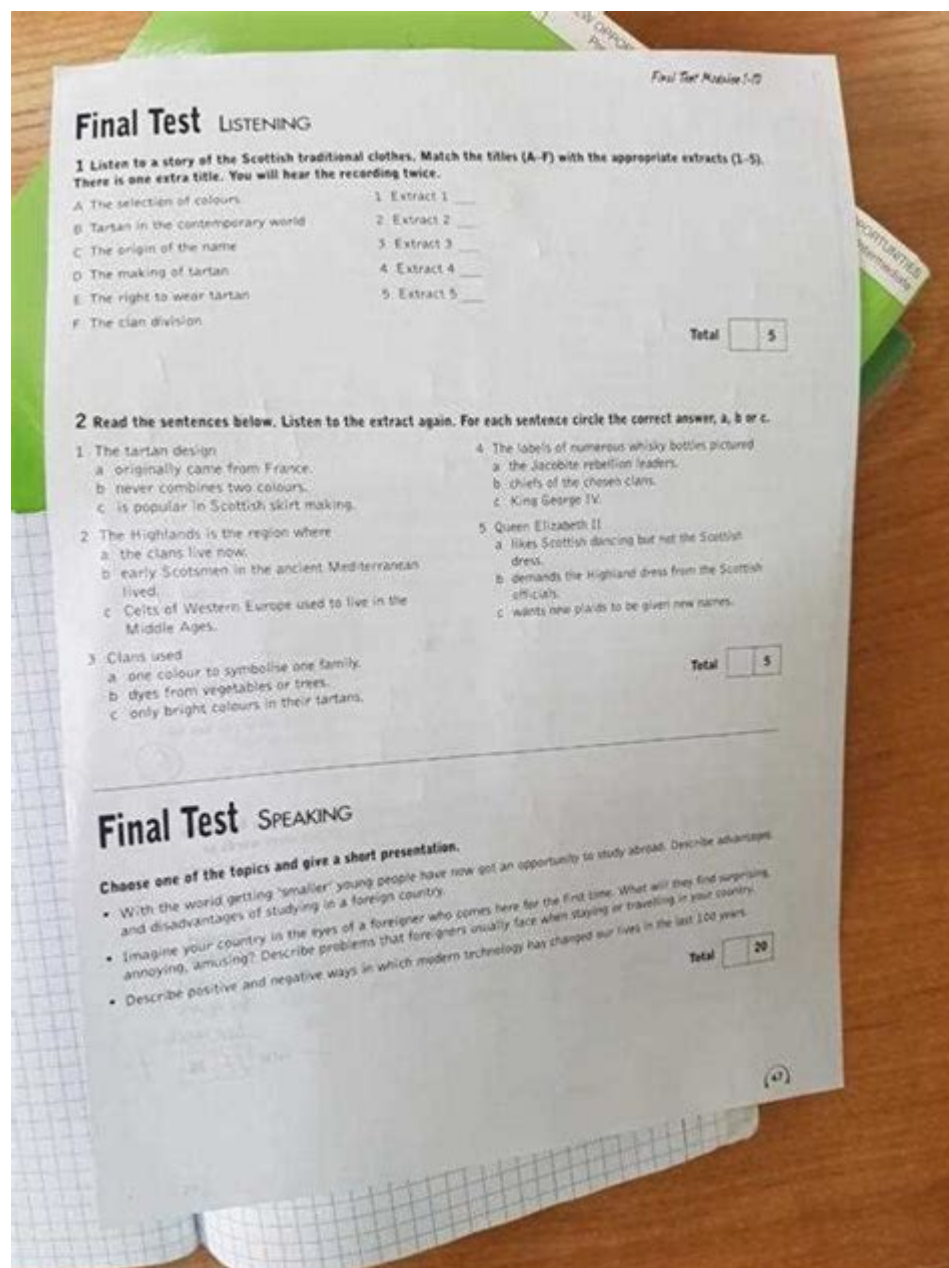 NEW OPPOR
OPPORTUNITIES
Intermediate
Final Test Modules 1-10
Final Test LISTENING
1 Listen to a story of the Scottish traditional clothes. Match the titles (A-F) with the appropriate extracts (1-5).
There is one extra title. You will hear the recording twice.
A The selection of colours
B Tartan in the contemporary world
C The origin of the name
D The making of tartan
E The right to wear tartan
F The clan division
1 Extract 1 ___
2 Extract 2 ___
3 Extract 3 ___
4 Extract 4 ___
5 Extract 5 ___
Total 5
2 Read the sentences below. Listen to the extract again. For each sentence circle the correct answer, a, b or c.
1 The tartan design
a originally came from France.
b never combines two colours.
c is popular in Scottish skirt making.
2 The Highlands is the region where
a the clans live now.
b early Scotsmen in the ancient Mediterranean
lived.
c Celts of Western Europe used to live in the
Middle Ages.
3 Clans used
a one colour to symbolise one family.
b dyes from vegetables or trees.
c only bright colours in their tartans.
4 The labels of numerous whisky bottles pictured
a the Jacobite rebellion leaders.
b chiefs of the chosen clans.
c King George IV.
5 Queen Elizabeth II
a likes Scottish dancing but not the Scottish
dress.
b demands the Highland dress from the Scottish
officials.
c wants new plaids to be given new names.
Total 5
Final Test SPEAKING
Choose one of the topics and give a short presentation.
• With the world getting 'smaller' young people have now got an opportunity to study abroad. Describe advantages
and disadvantages of studying in a foreign country.
• Imagine your country in the eyes of a foreigner who comes here for the first time. What will they find surprising,
annoying, amusing? Describe problems that foreigners usually face when staying or travelling in your country.
• Describe positive and negative ways in which modern technology has changed our lives in the last 100 years.
Total 20
47